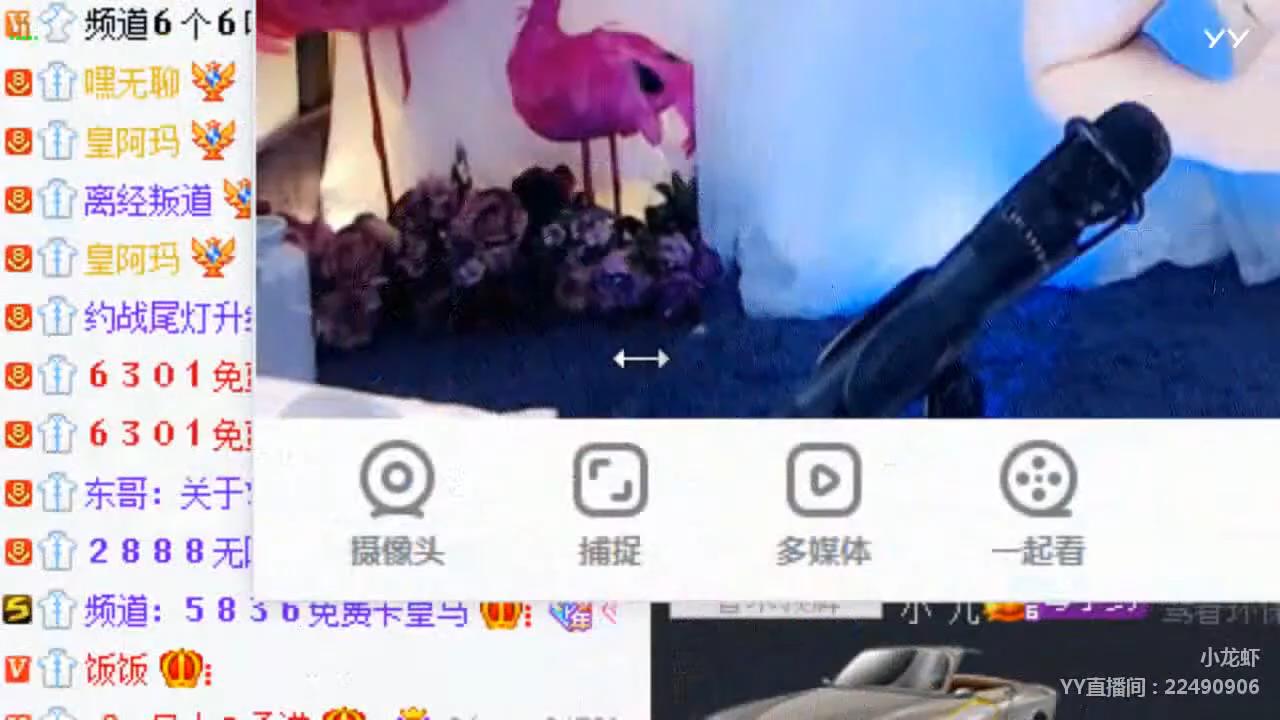 频道6个6
YY
嘿无聊
皇阿玛
离经叛道
皇阿玛
约战尾灯升
6301免
6301免
东哥：关于
2888无
摄像头
捕捉
多媒体
一起看
频道：5836免费卡皇马
饭饭
小龙虾
YY直播间：22490906